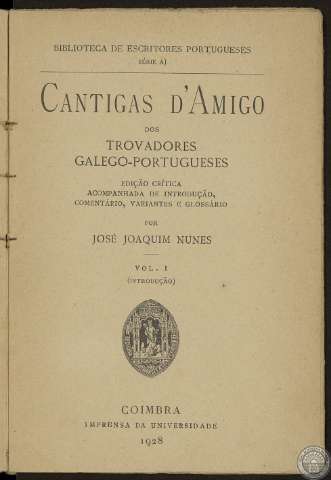 BIBLIOTECA DE ESCRITORES PORTUGUESES
SÉRIE A)
CANTIGAS D'AMIGO
DOS
TROVADORES
GALEGO-PORTUGUESES
EDIÇÃO CRÍTICA
ACOMPANHADA DE INTRODUÇÃO,
COMENTÁRIO, VARIANTES E GLOSSÁRIO
POR
JOSÉ JOAQUIM NUNES
VOL. I
(INTRODUÇÃO)
COIMBRA
IMPRENSA DA UNIVERSIDADE
1928